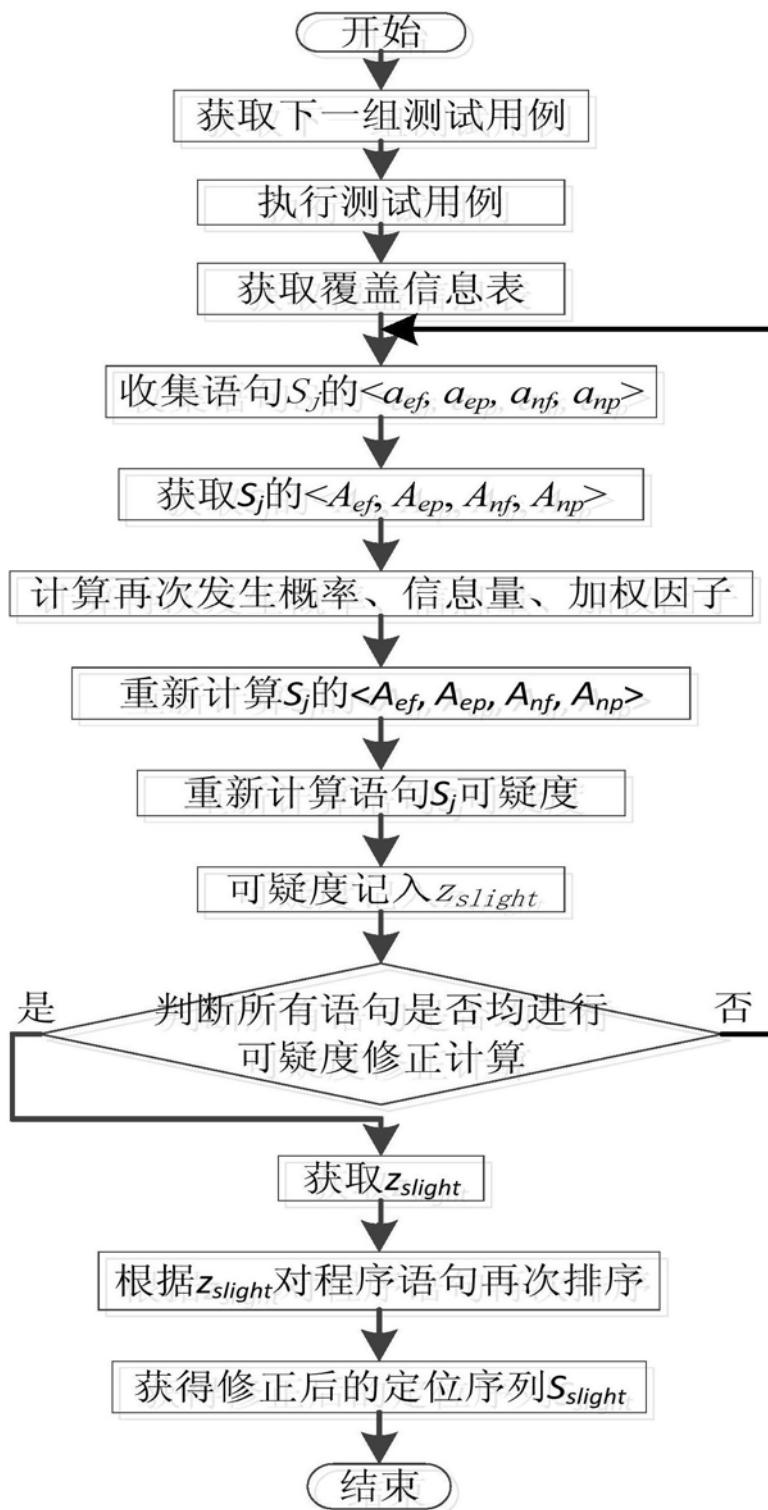 开始
获取下一组测试用例
执行测试用例
获取覆盖信息表
收集语句Sj的<aef, aep, anf, anp>
获取Sj的<Aef, Aep, Anf, Anp>
计算再次发生概率、信息量、加权因子
重新计算Sj的<Aef, Aep, Anf, Anp>
重新计算语句Sj可疑度
可疑度记入zslight
是
判断所有语句是否均进行
可疑度修正计算
否
获取zslight
根据zslight对程序语句再次排序
获得修正后的定位序列Sslight
结束